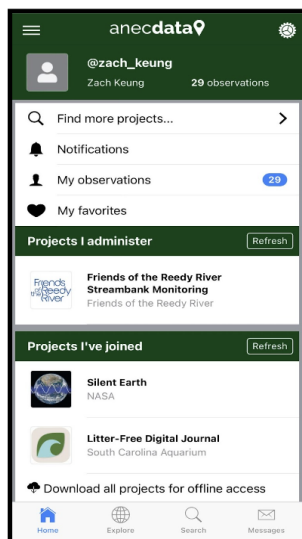 anecdata
@zach_keung
Zach Keung
29 observations
Find more projects...
Notifications
My observations
29
My favorites
Projects I administer
Refresh
Friends
of the Reedy
River
Friends of the Reedy River
Streambank Monitoring
Friends of the Reedy River
Projects I've joined
Refresh
Silent Earth
NASA
Litter-Free Digital Journal
South Carolina Aquarium
Download all projects for offline access
Home
Explore
Search
Messages